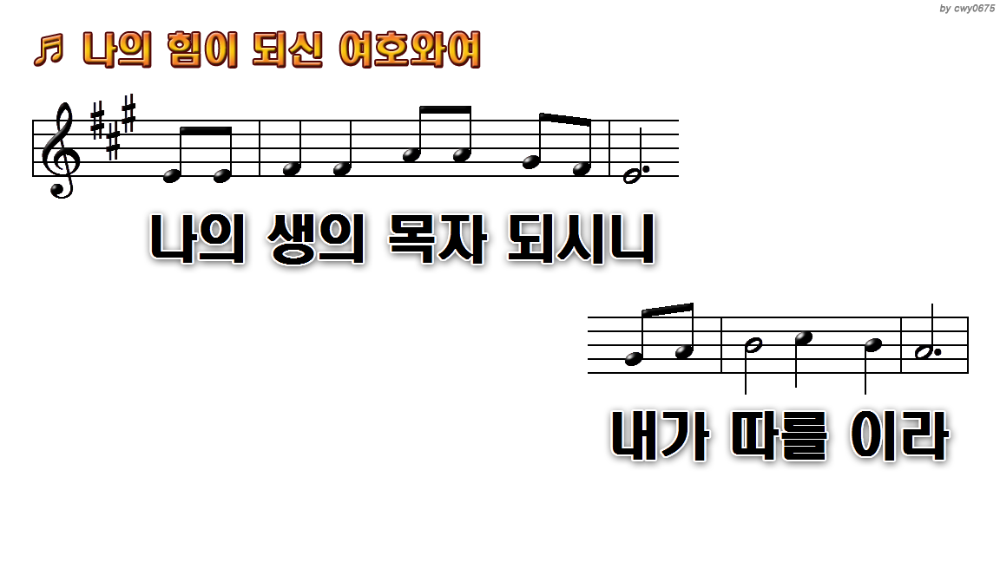 by cwy0675
♬ 나의 힘이 되신 여호와여
나의 생의 목자 되시니
내가 따를 이라